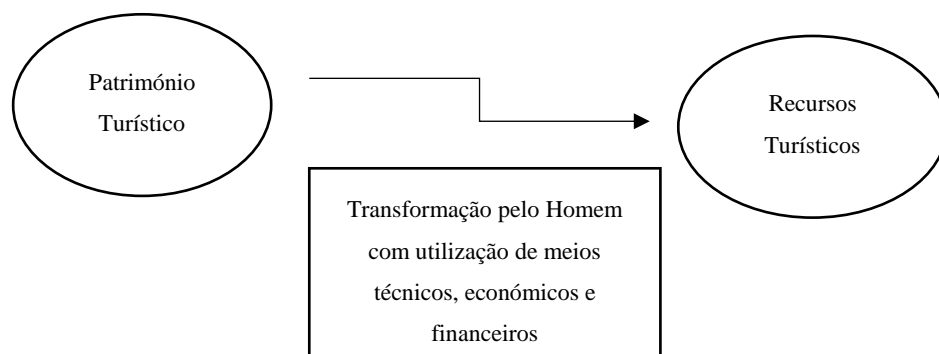 Património
Turístico
Recursos
Turísticos
Transformação pelo Homem
com utilização de meios
técnicos, económicos e
financeiros